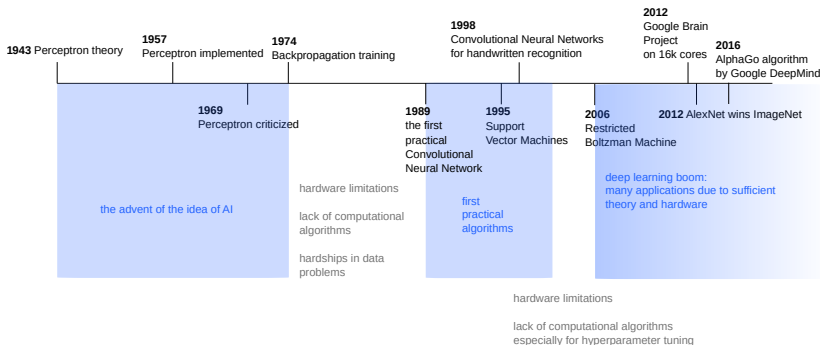 1943 Perceptron theory
1957
Perceptron implemented
1974
Backpropagation training
1998
Convolutional Neural Networks
for handwritten recognition
2012
Google Brain
Project
on 16k cores
2016
AlphaGo algorithm
by Google DeepMind
1969
Perceptron criticized
1989
the first
practical
Convolutional
Neural Network
1995
Support
Vector Machines
2006
Restricted
Boltzman Machine
2012 AlexNet wins ImageNet
the advent of the idea of AI
hardware limitations
lack of computational
algorithms
hardships in data
problems
first
practical
algorithms
deep learning boom:
many applications due to sufficient
theory and hardware
hardware limitations
lack of computational algorithms
especially for hyperparameter tuning